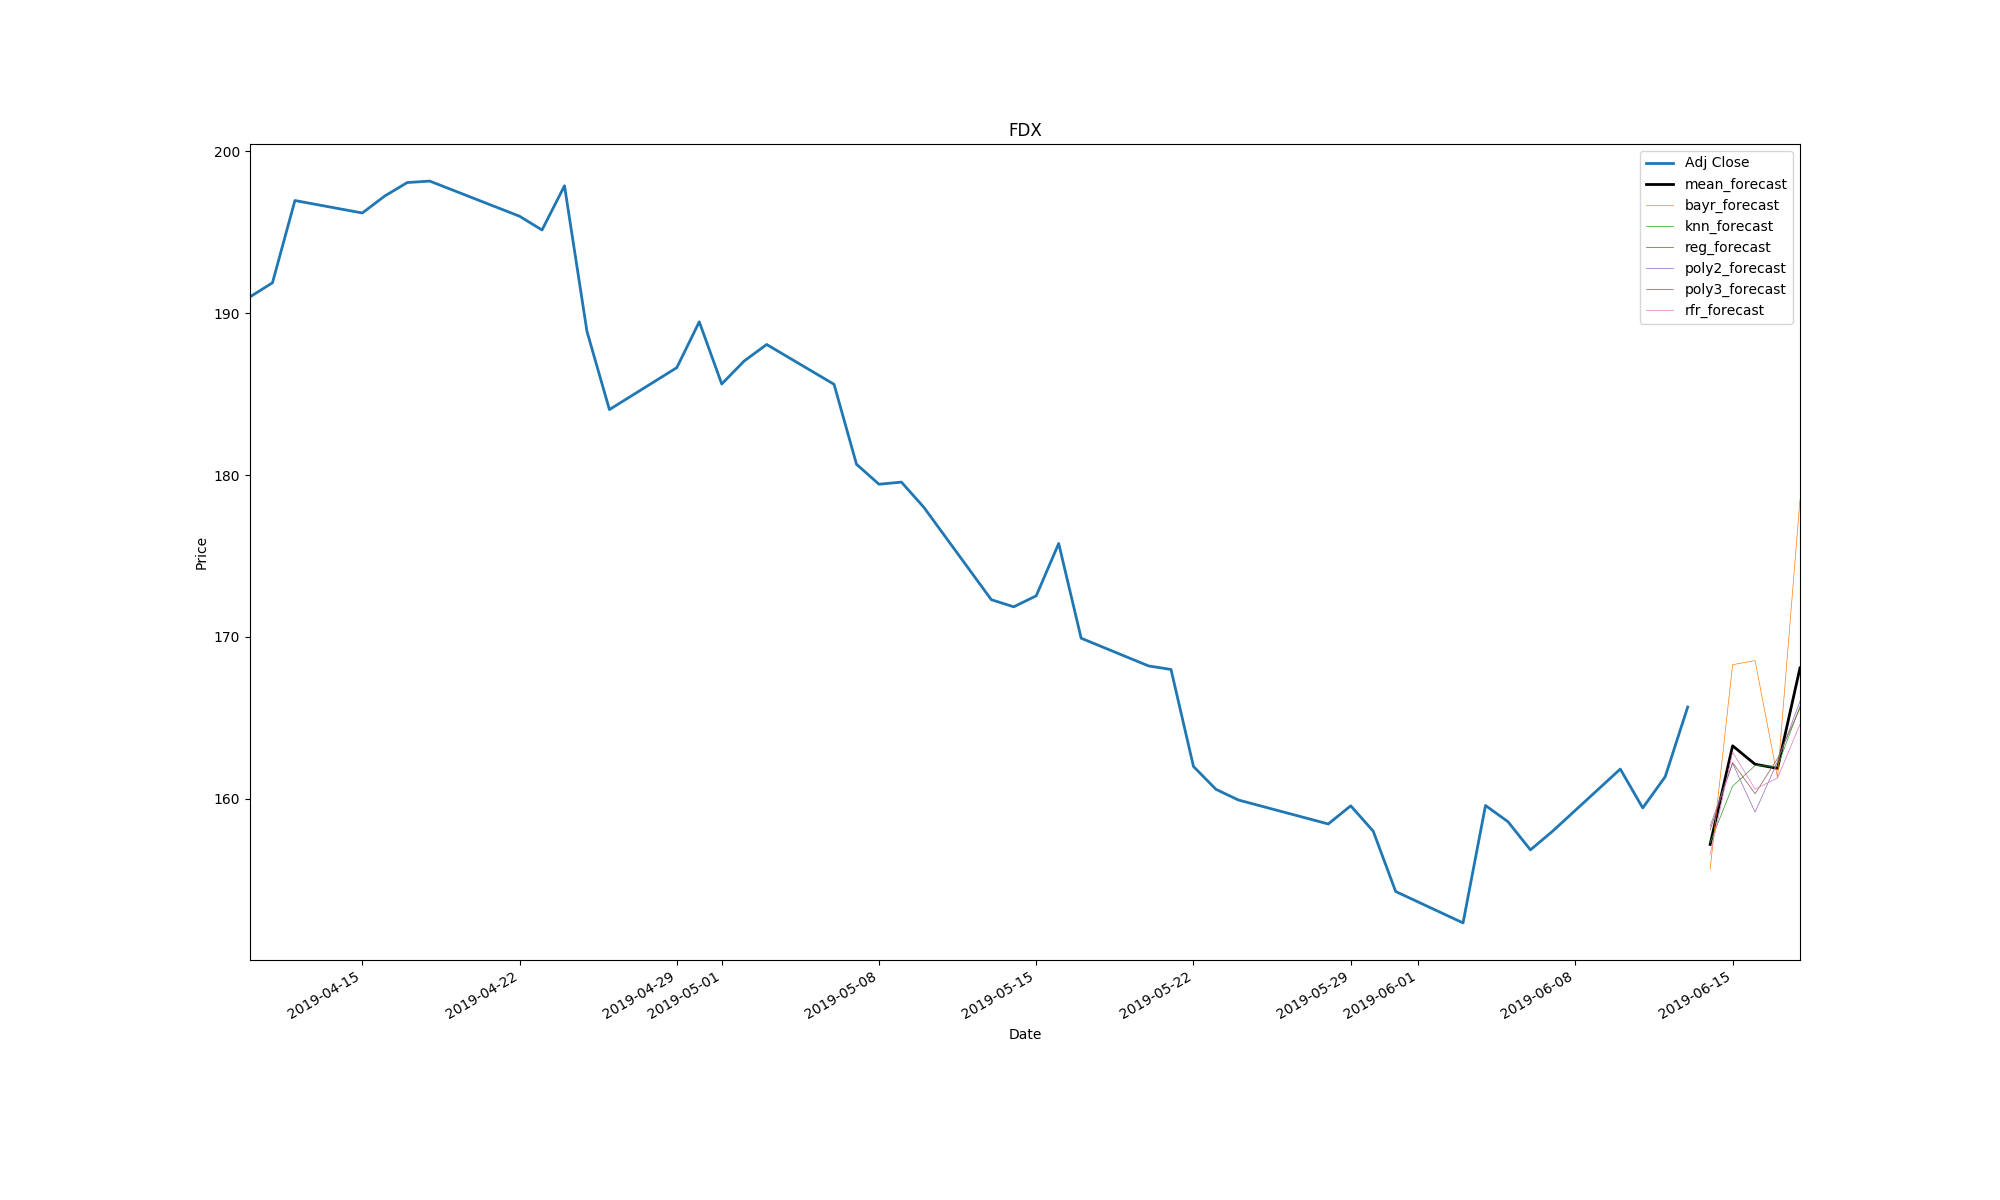 FDX
200
190
180
170
160
Price
Adj Close
mean_forecast
bayr_forecast
knn_forecast
reg_forecast
poly2_forecast
poly3_forecast
rfr_forecast
2019-04-15
2019-04-22
2019-04-29
2019-05-01
2019-05-08
2019-05-15
2019-05-22
2019-05-29
2019-06-01
2019-06-08
2019-06-15
Date